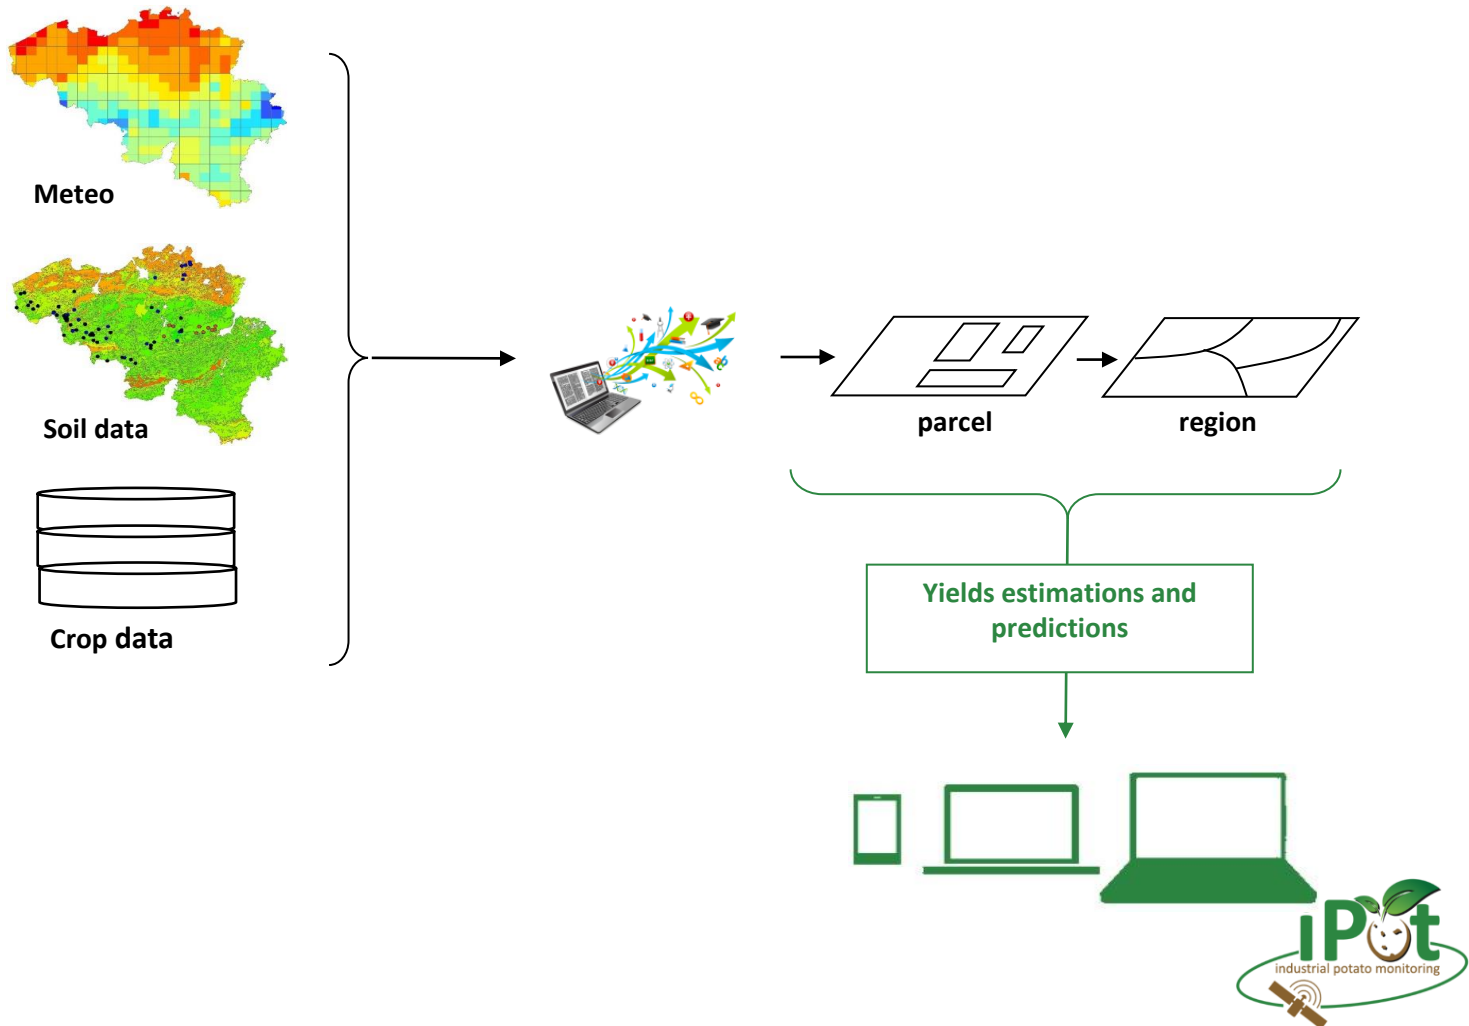 Meteo
Soil data
Crop data
parcel
region
Yields estimations and
predictions
iPot
industrial potato monitoring